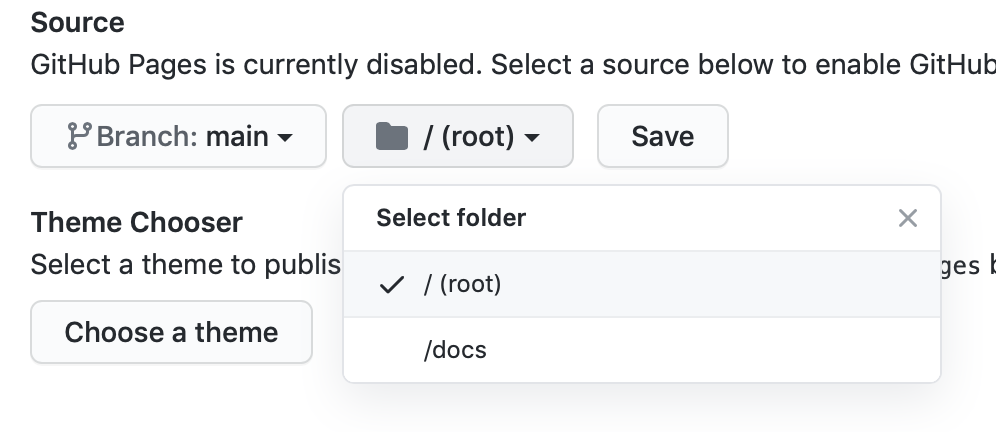 Source
GitHub Pages is currently disabled. Select a source below to enable GitHub
Branch: main
/ (root)
Save
Select folder
Theme Chooser
/ (root)
Select a theme to publis
ges b
/docs
Choose a theme